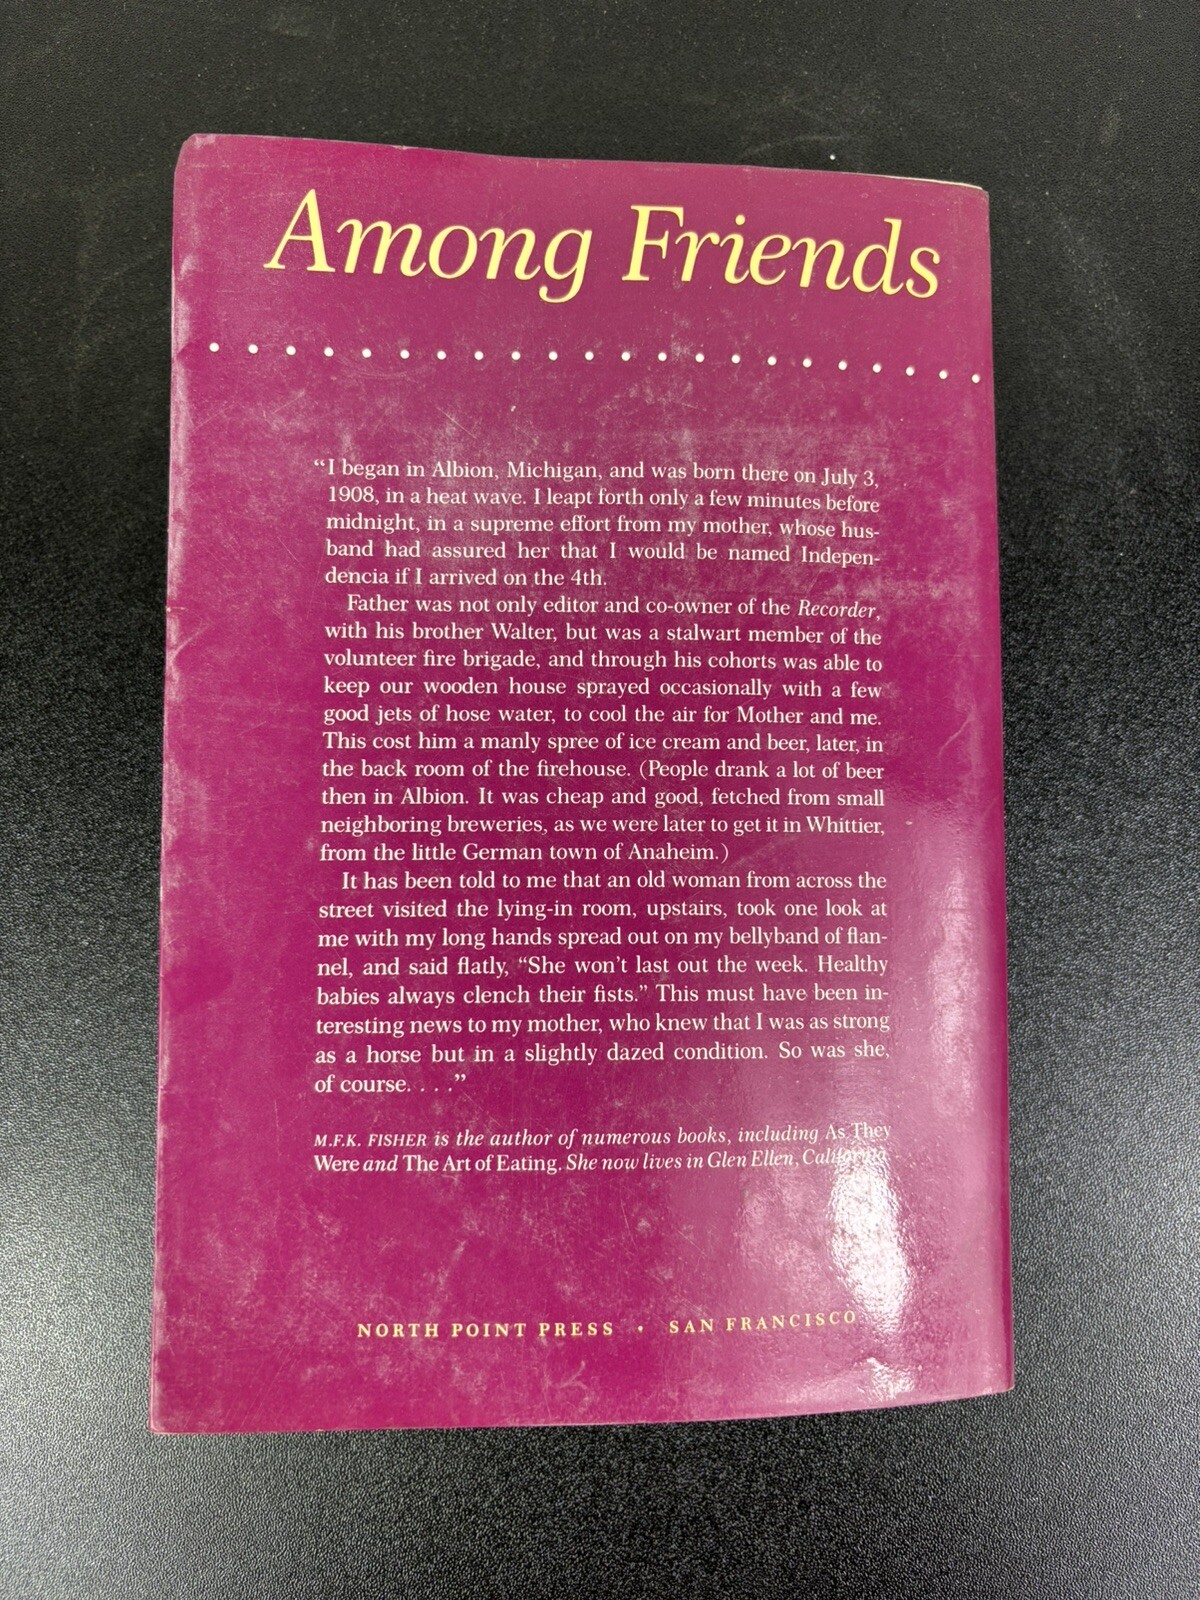 Among Friends
“I began in Albion, Michigan, and was born there on July 3,
1908, in a heat wave. I leapt forth only a few minutes before
midnight, in a supreme effort from my mother, whose hus-
band had assured her that I would be named Indepen-
dencia if I arrived on the 4th.
Father was not only editor and co-owner of the Recorder,
with his brother Walter, but was a stalwart member of the
volunteer fire brigade, and through his cohorts was able to
keep our wooden house sprayed occasionally with a few
good jets of hose water, to cool the air for Mother and me.
This cost him a manly spree of ice cream and beer, later, in
the back room of the firehouse. (People drank a lot of beer
then in Albion. It was cheap and good, fetched from small
neighboring breweries, as we were later to get it in Whittier,
from the little German town of Anaheim.)
It has been told to me that an old woman from across the
street visited the lying-in room, upstairs, took one look at
me with my long hands spread out on my bellyband of flan-
nel, and said flatly, “She won’t last out the week. Healthy
babies always clench their fists.” This must have been in-
teresting news to my mother, who knew that I was as strong
as a horse but in a slightly dazed condition. So was she,
of course. . . .”
M.F.K. FISHER is the author of numerous books, including As They
Were and The Art of Eating. She now lives in Glen Ellen, California
NORTH POINT PRESS · SAN FRANCISCO